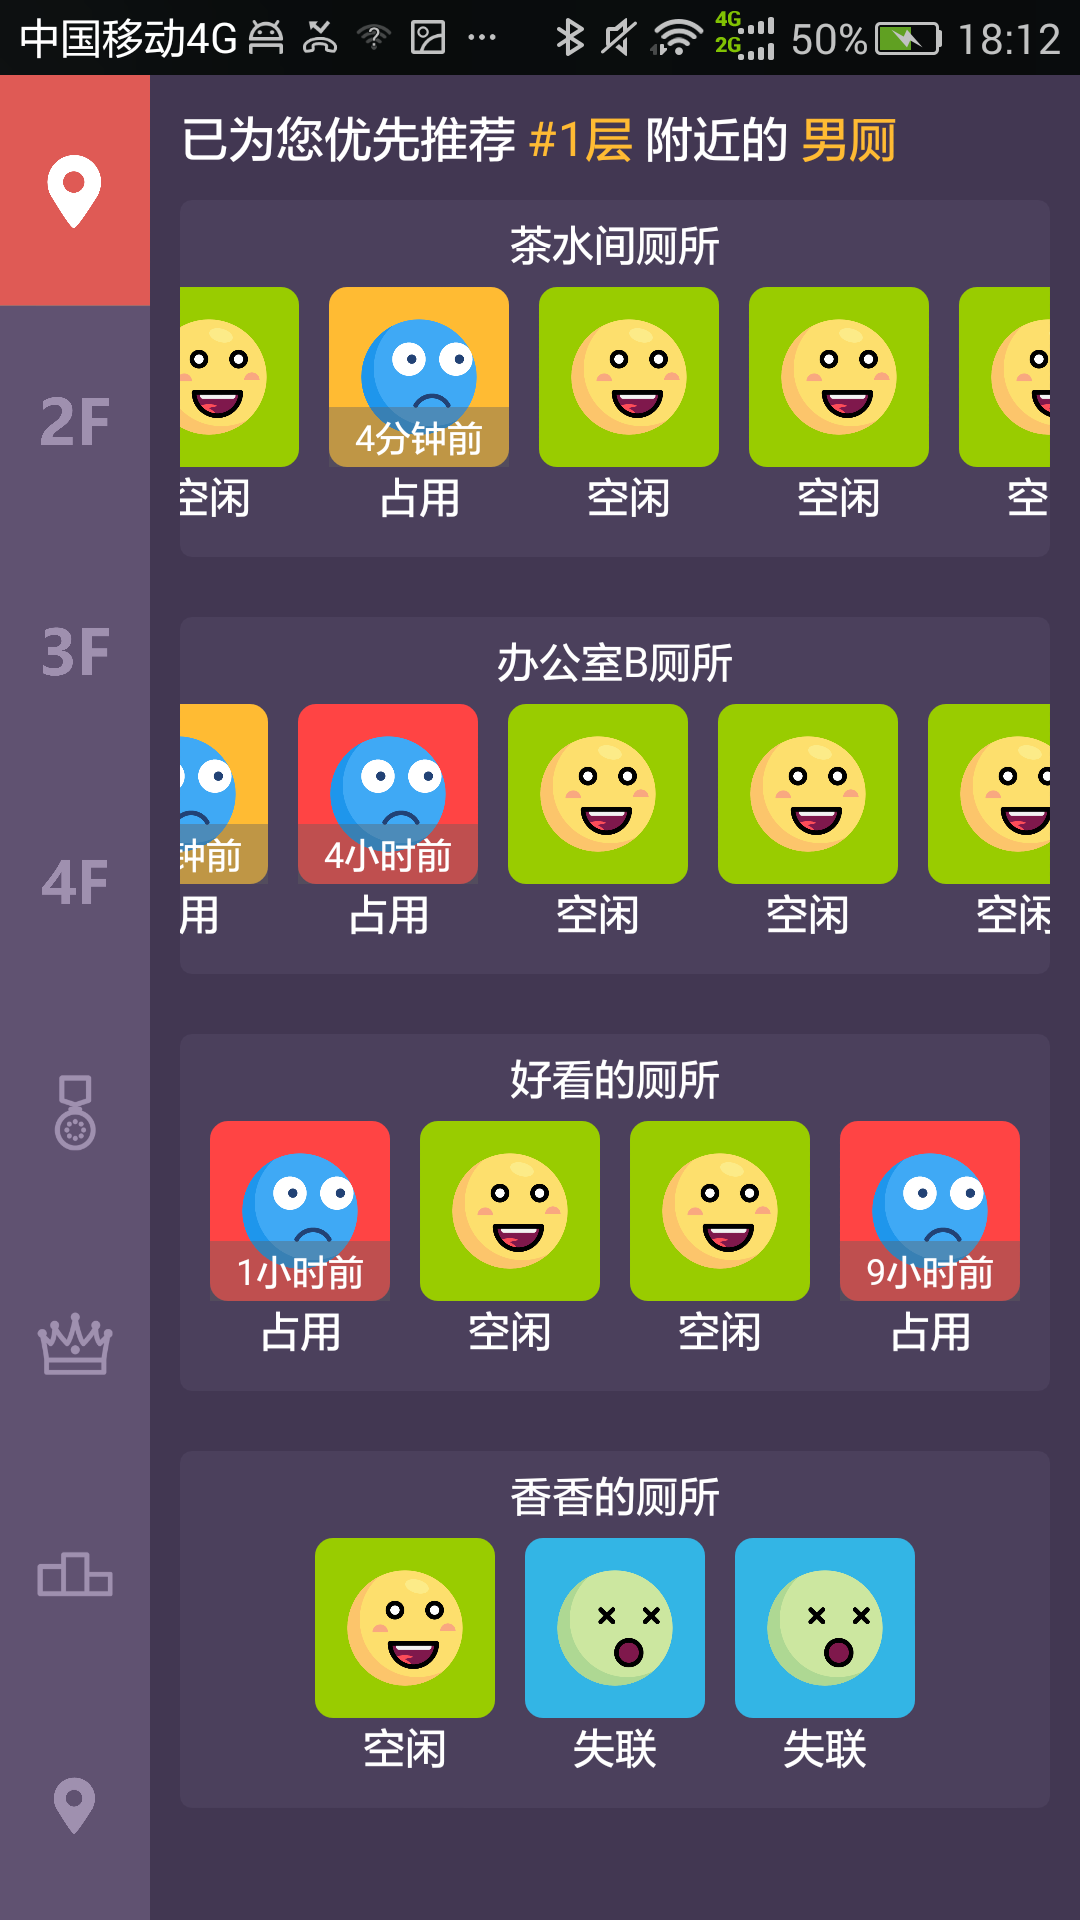 中国移动4G 4G 2G 50% 18:12
已为您优先推荐 #1层 附近的 男厕
茶水间厕所
4分钟前
空闲 占用 空闲 空闲 空
2F
3F
办公室B厕所
钟前 4小时前
用 占用 空闲 空闲 空闲
4F
好看的厕所
1小时前 9小时前
占用 空闲 空闲 占用
香香的厕所
空闲 失联 失联